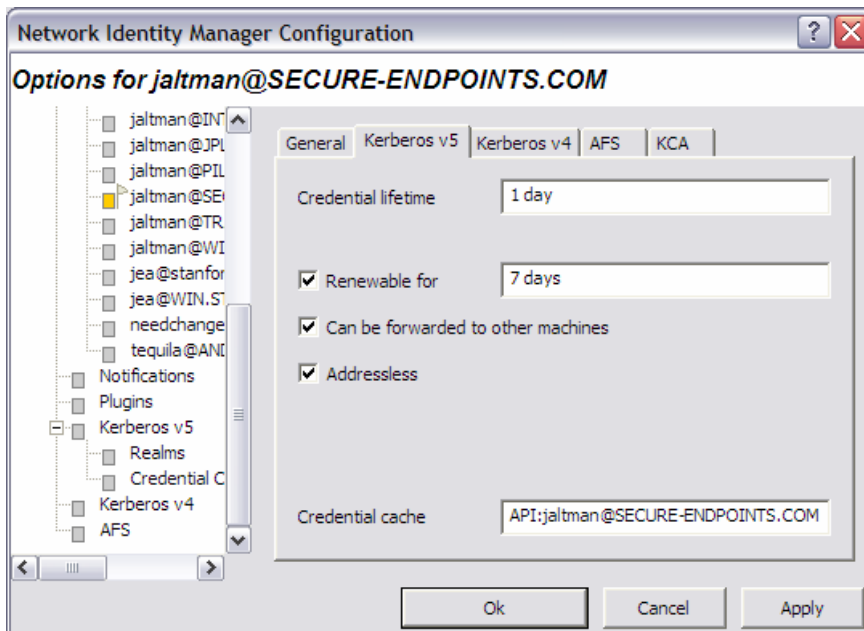 Network Identity Manager Configuration
Options for jaltman@SECURE-ENDPOINTS.COM
jaltman@INT
jaltman@JPL
jaltman@PIL
jaltman@SE
jaltman@TR
jaltman@WI
jea@stanfor
jea@WIN.ST
needchange
tequila@AND
Notifications
Plugins
Kerberos v5
Realms
Credential C
Kerberos v4
AFS
General Kerberos v5 Kerberos v4 AFS KCA
Credential lifetime 1 day
Renewable for 7 days
Can be forwarded to other machines
Addressless
Credential cache API:jaltman@SECURE-ENDPOINTS.COM
Ok Cancel Apply